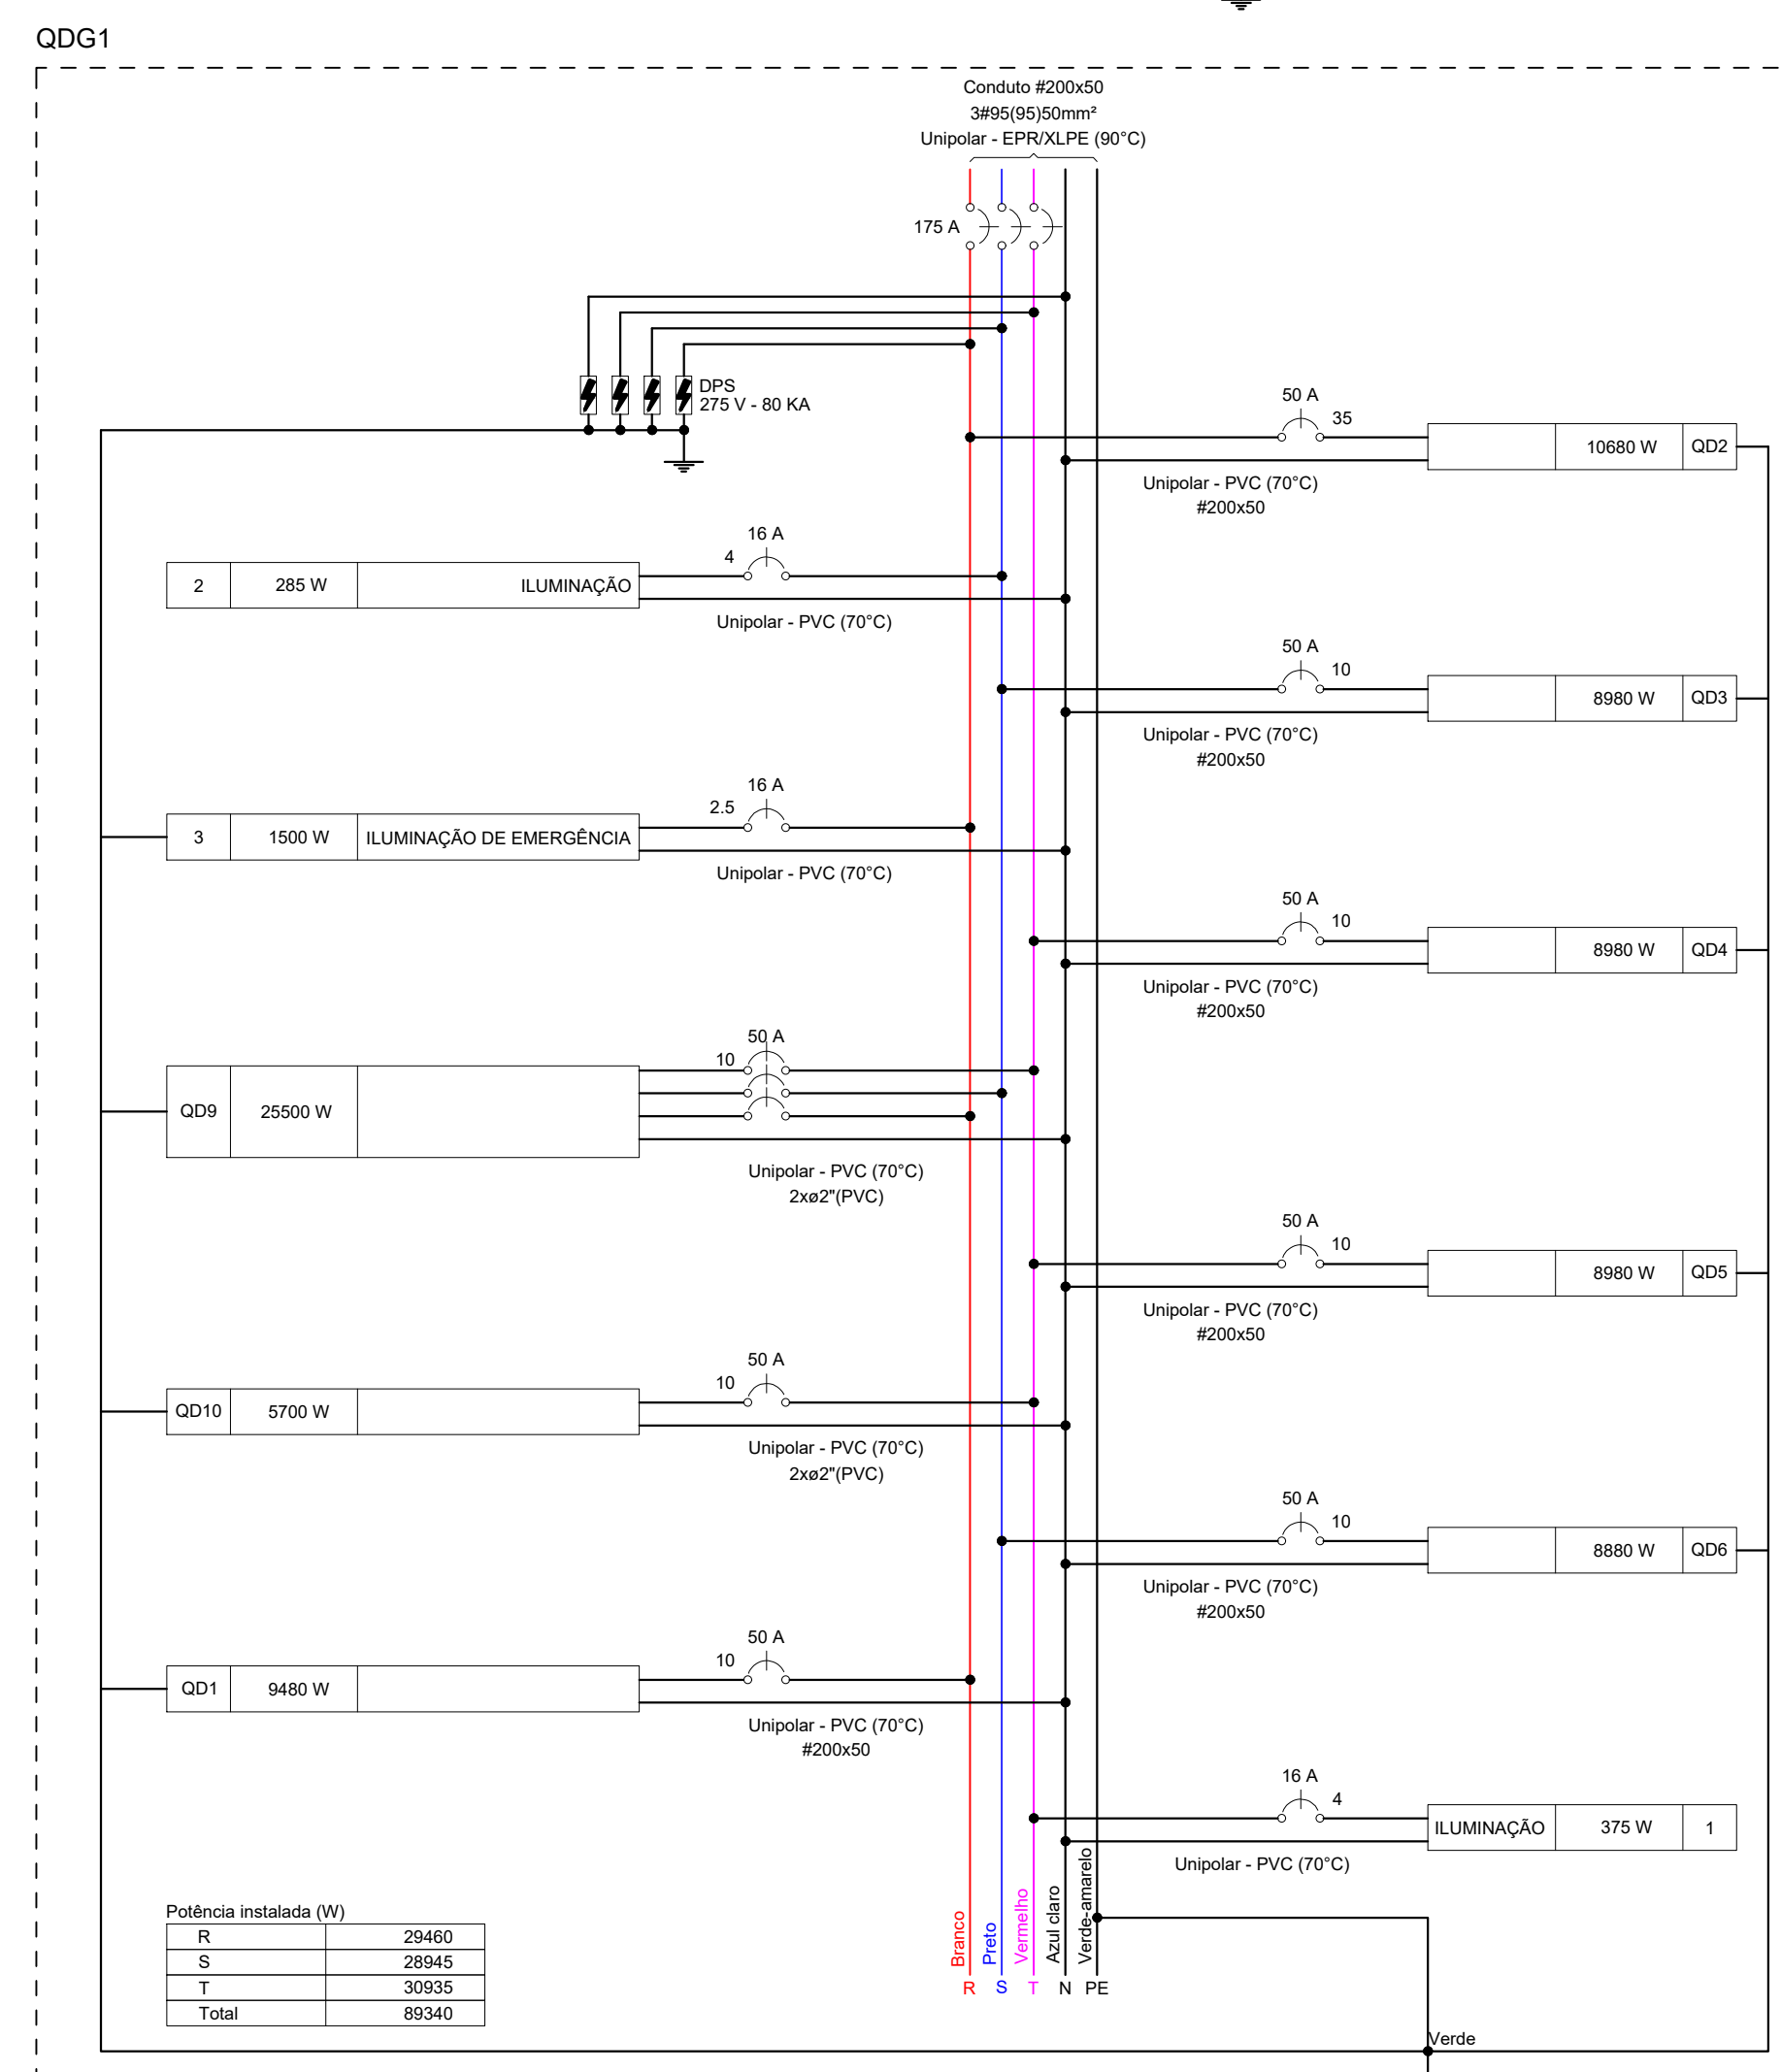 QDG1
Conduto #200x50
3#95(95)50mm²
Unipolar - EPR/XLPE (90°C)
175 A
DPS
275 V - 80 KA
50 A
35
10680 W QD2
Unipolar - PVC (70°C)
#200x50
16 A
4
2 285 W ILUMINAÇÃO
Unipolar - PVC (70°C)
50 A
10
8980 W QD3
Unipolar - PVC (70°C)
#200x50
16 A
2.5
3 1500 W ILUMINAÇÃO DE EMERGÊNCIA
Unipolar - PVC (70°C)
50 A
10
8980 W QD4
Unipolar - PVC (70°C)
#200x50
50 A
10
QD9 25500 W
Unipolar - PVC (70°C)
2xø2"(PVC)
50 A
10
8980 W QD5
Unipolar - PVC (70°C)
#200x50
50 A
10
QD10 5700 W
Unipolar - PVC (70°C)
2xø2"(PVC)
50 A
10
8880 W QD6
Unipolar - PVC (70°C)
#200x50
50 A
10
QD1 9480 W
Unipolar - PVC (70°C)
#200x50
16 A
4
ILUMINAÇÃO 375 W 1
Unipolar - PVC (70°C)
Potência instalada (W)
R 29460
S 28945
T 30935
Total 89340
Branco
Preto
Vermelho
Azul claro
Verde-amarelo
R S T N PE
Verde